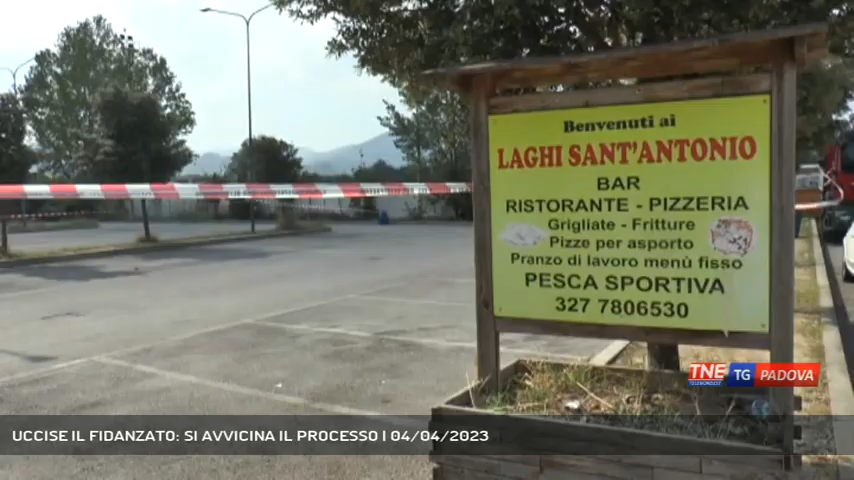 Benvenuti ai
LAGHI SANT'ANTONIO
BAR
RISTORANTE - PIZZERIA
Grigliate - Fritture
Pizze per asporto
Pranzo di lavoro menù fisso
PESCA SPORTIVA
327 7806530
TNE TG PADOVA
TELENORDEST
UCCISE IL FIDANZATO: SI AVVICINA IL PROCESSO | 04/04/2023